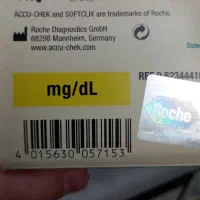 ACCU-CHEK and SOFTCLIX are trademarks of Roche.
Roche Diagnostics GmbH
68298 Mannheim, Germany
www.accu-chek.com
mg/dL
REF
Roche
4 015630 057153